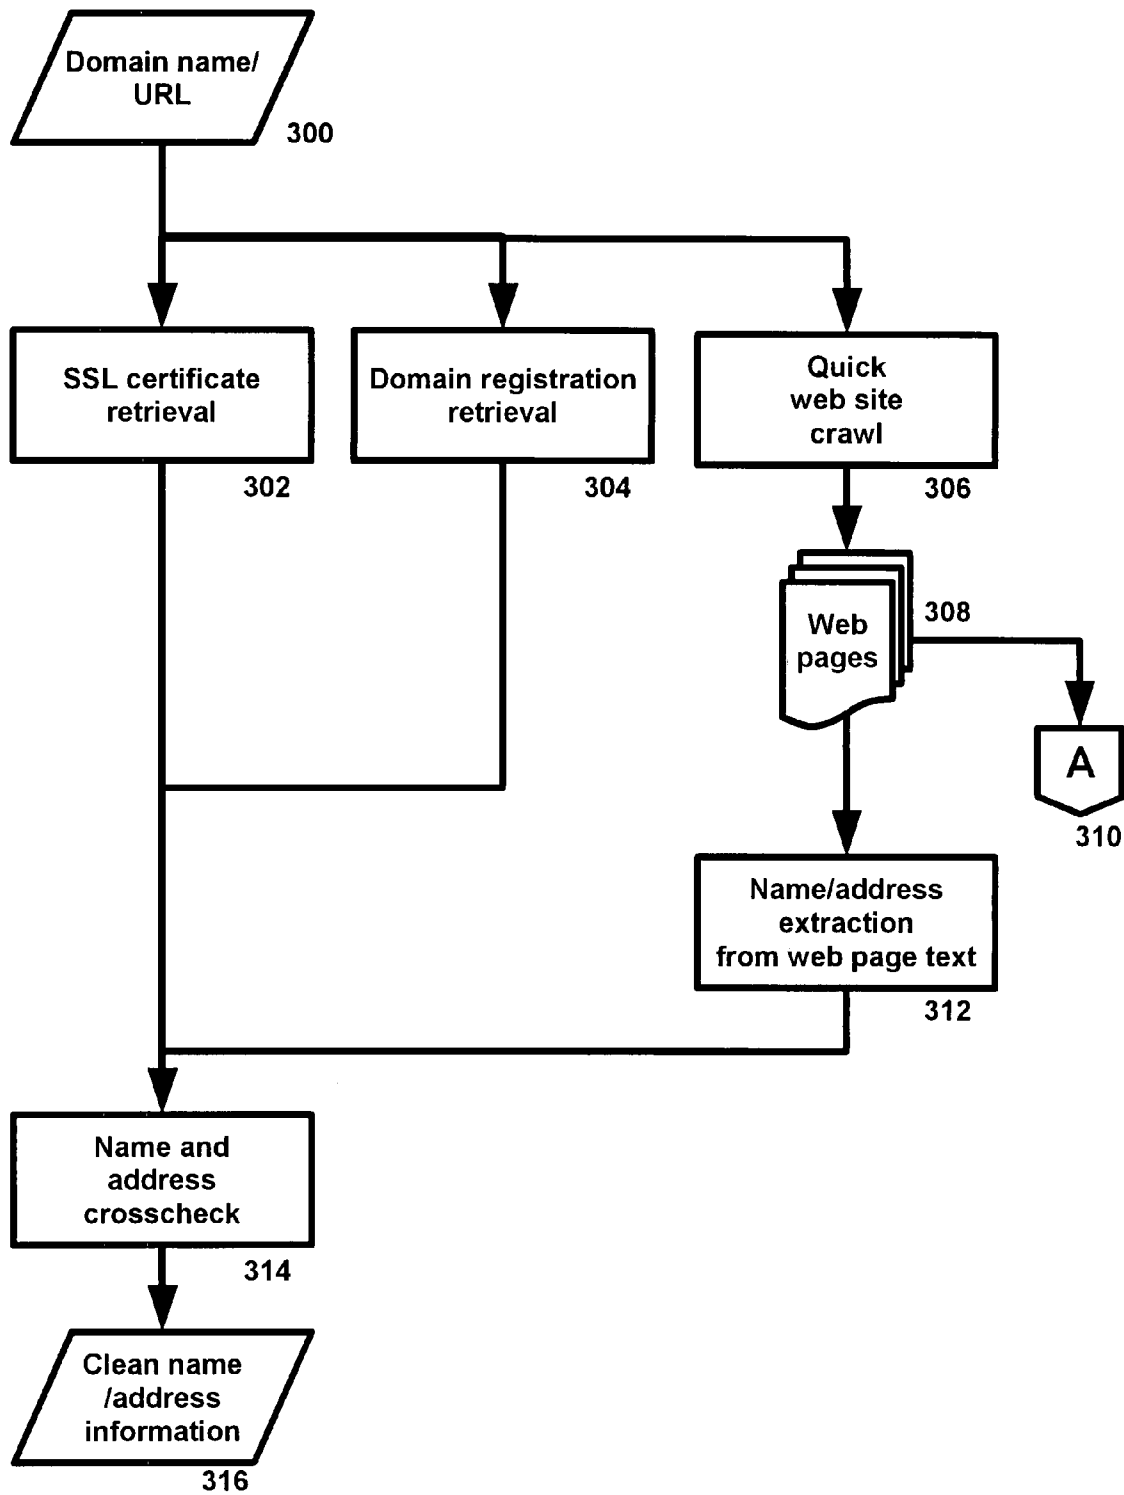 Domain name/
URL
300
SSL certificate
retrieval
302
Domain registration
retrieval
304
Quick
web site
crawl
306
Web
pages
308
A
310
Name/address
extraction
from web page text
312
Name and
address
crosscheck
314
Clean name
/address
information
316